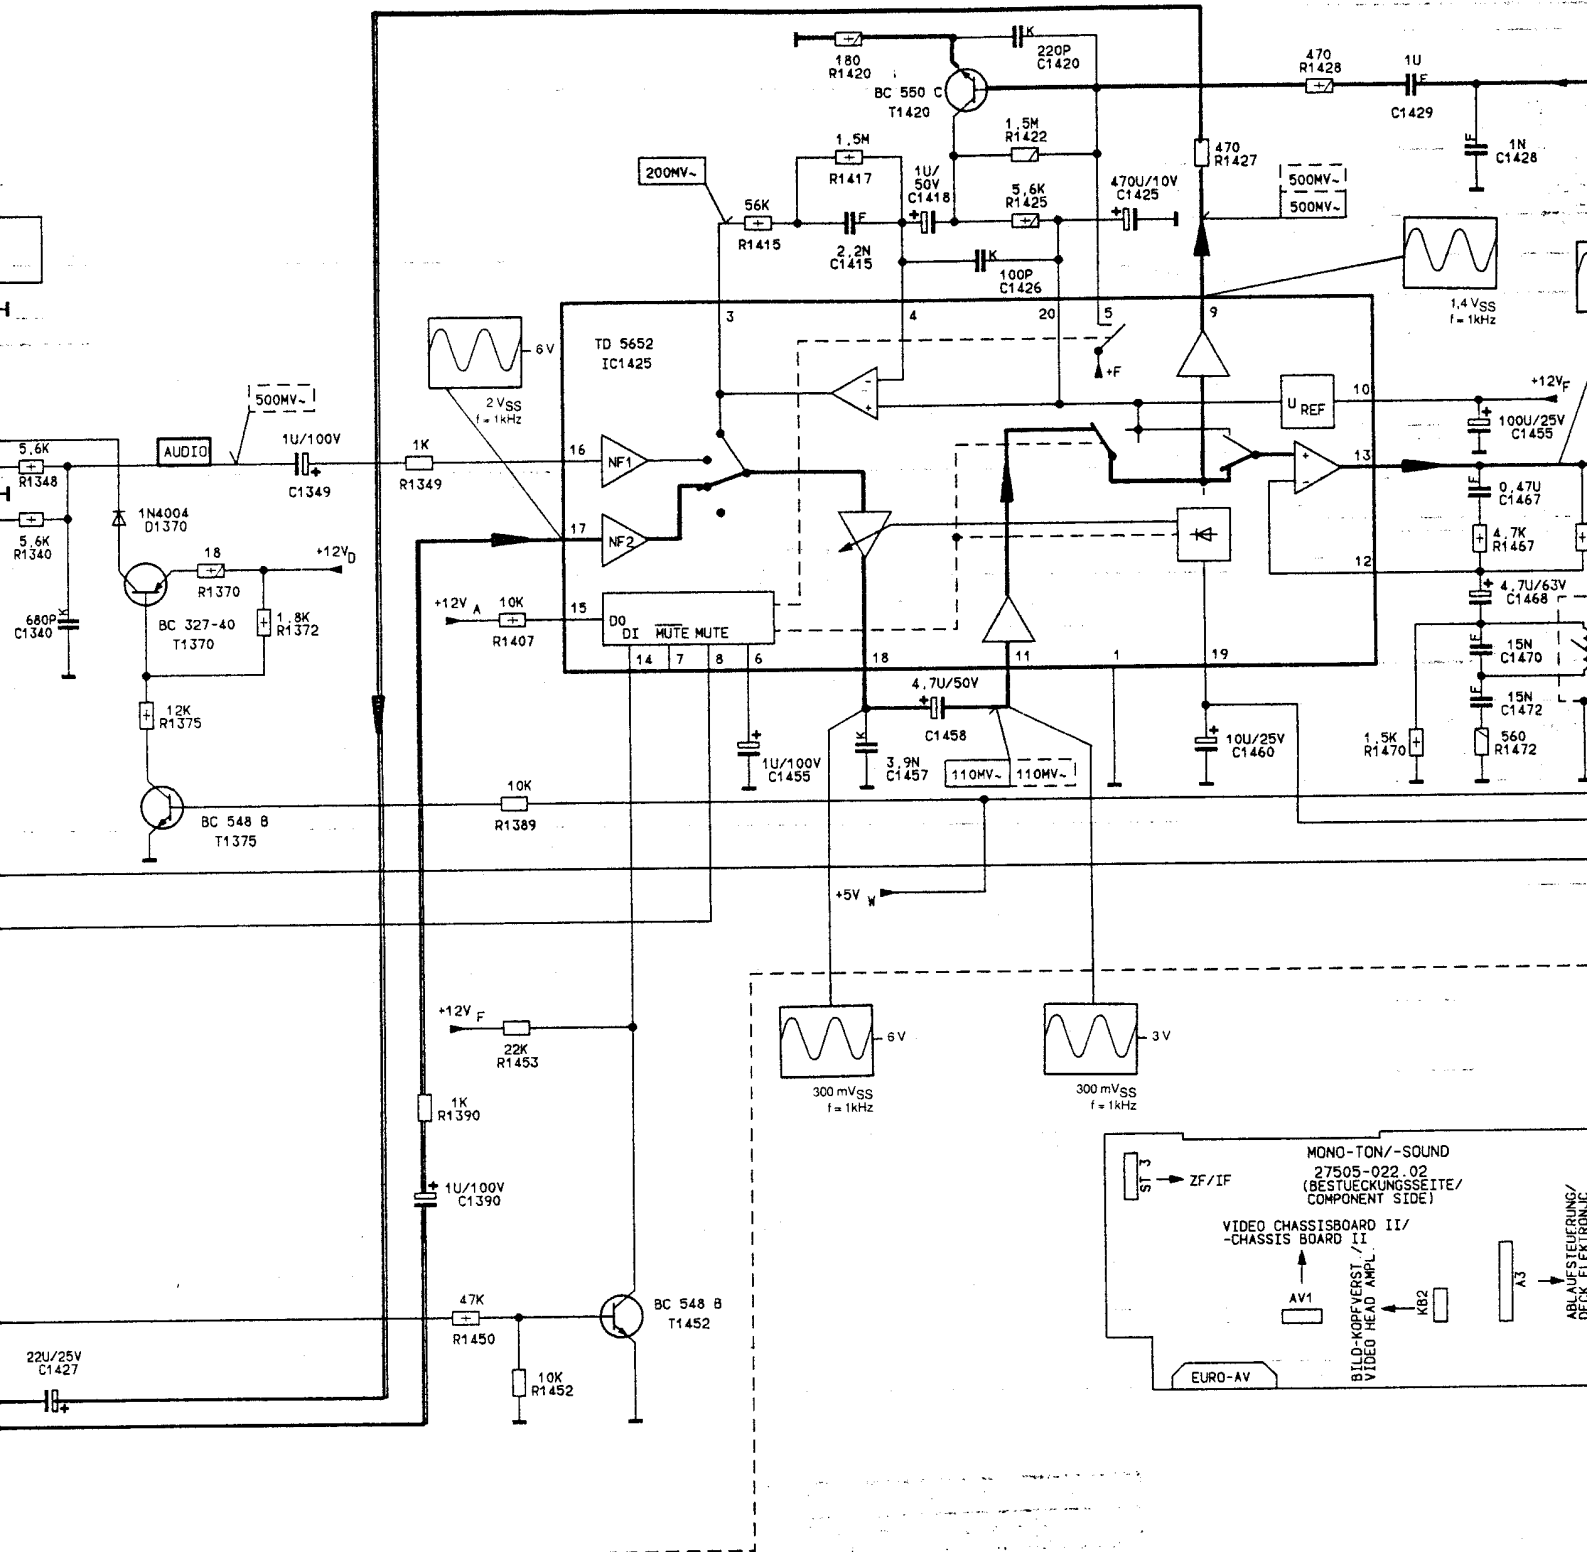 180
R1420
K
220P
C1420
BC 550 C
T1420
470
R1428
1U
F
C1429
F
1N
C1428
1,5M
R1422
1,5M
R1417
200MV~
56K
R1415
F
2,2N
C1415
1U/
50V
C1418
+
5,6K
R1425
470U/10V
C1425
+
K
100P
C1426
470
R1427
500MV~
500MV~
1,4 VSS
f = 1kHz
3
4
20
5
9
TD 5652
IC1425
6V
2 VSS
f = 1kHz
+F
U REF
10
+12V F
+
100U/25V
C1455
500MV~
AUDIO
1U/100V
+
C1349
1K
R1349
16
NF1
17
NF2
5,6K
R1348
5,6K
R1340
1N4004
D1370
18
R1370
+12V D
BC 327-40
T1370
1,8K
R1372
680P
C1340
K
12K
R1375
BC 548 B
T1375
+12V A
10K
R1407
15
DO
DI
MUTE
MUTE
14
7
8
6
18
11
1
19
13
12
F
0,47U
C1467
4,7K
R1467
+
4,7U/63V
C1468
F
15N
C1470
F
15N
C1472
1,5K
R1470
560
R1472
+
1U/100V
C1455
4,7U/50V
+
C1458
K
3,9N
C1457
110MV~
110MV~
+
10U/25V
C1460
10K
R1389
+5V W
+12V F
22K
R1453
6V
300 mVSS
f = 1kHz
3V
300 mVSS
f = 1kHz
1K
R1390
+
1U/100V
C1390
47K
R1450
10K
R1452
BC 548 B
T1452
22U/25V
C1427
+
MONO-TON/-SOUND
27505-022.02
(BESTUECKUNGSSEITE/
COMPONENT SIDE)
ST 3
ZF/IF
VIDEO CHASSISBOARD II/
-CHASSIS BOARD II
AV1
BILD-KOPFVERST./
VIDEO HEAD AMPL.
KB2
A3
ABLAUFSTEUERUNG/
DECK ELEKTRONIC
EURO-AV